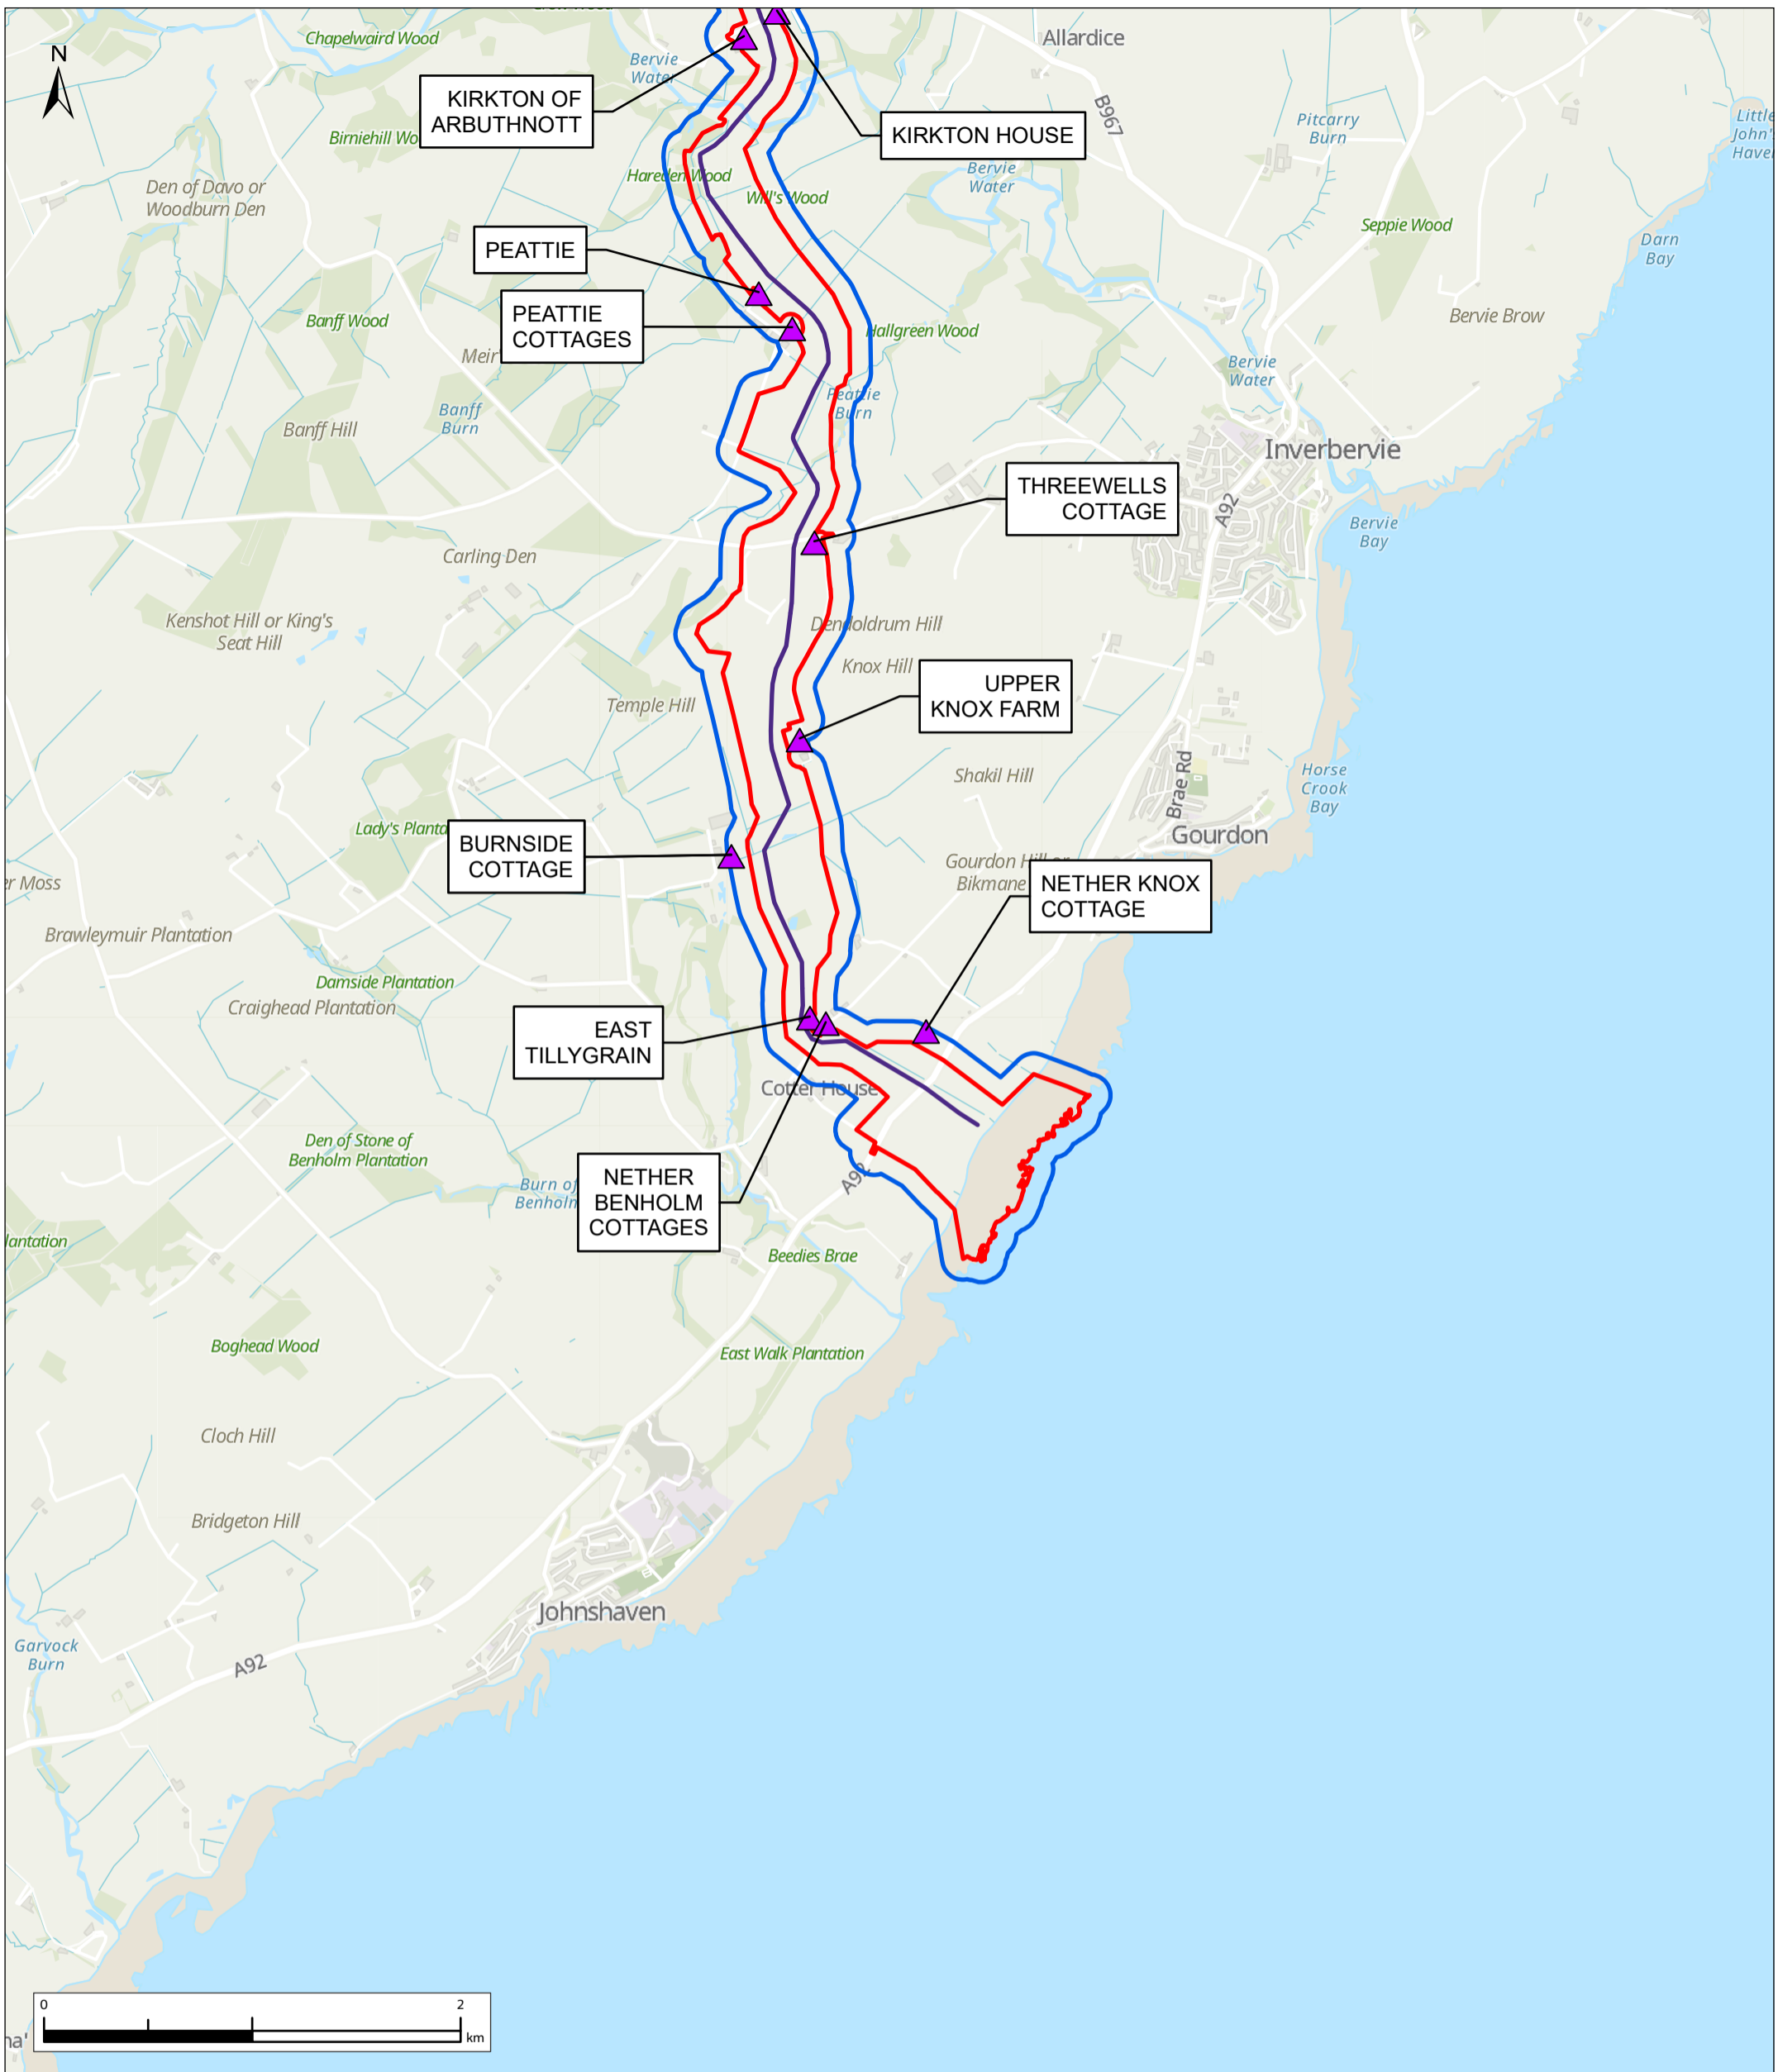 Chapelwaird Wood
Allardice
N
Bervie
Water
KIRKTON OF
ARBUTHNOTT
B967
KIRKTON HOUSE
Pitcarry
Burn
Little
John'
Haven
Birniehill Wo
Hareden Wood
Bervie
Water
Den of Davo or
Woodburn Den
Will's Wood
Seppie Wood
PEATTIE
Darn
Bay
PEATTIE
COTTAGES
Banff Wood
Hallgreen Wood
Bervie Brow
Meir
Bervie
Water
Peattie
Burn
Banff
Burn
Banff Hill
Inverbervie
THREEWELLS
COTTAGE
A92
Bervie
Bay
Carling Den
Kenshot Hill or King's
Seat Hill
Dendoldrum Hill
Knox Hill
UPPER
KNOX FARM
Temple Hill
Shakil Hill
Brae Rd
Horse
Crook
Bay
Lady's Planta
Gourdon
BURNSIDE
COTTAGE
Gourdon Hill or
Bikmane
er Moss
NETHER KNOX
COTTAGE
Brawleymuir Plantation
Damside Plantation
Craighead Plantation
EAST
TILLYGRAIN
Cotter House
Den of Stone of
Benholm Plantation
A92
NETHER
BENHOLM
COTTAGES
Burn of
Benholm
lantation
Beedies Brae
Boghead Wood
East Walk Plantation
Cloch Hill
Bridgeton Hill
Johnshaven
Garvock
Burn
A92
0
2
km
na'